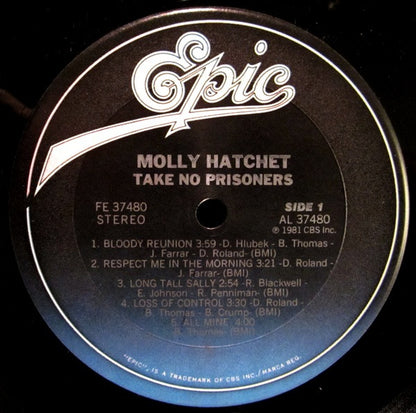 Epic
MOLLY HATCHET
TAKE NO PRISONERS
FE 37480
STEREO
SIDE 1
AL 37480
℗ 1981 CBS Inc.
1. BLOODY REUNION 3:59 -D. Hlubek - B. Thomas-
J. Farrar - D. Roland- (BMI)
2. RESPECT ME IN THE MORNING 3:21 -D. Roland -
J. Farrar- (BMI)
3. LONG TALL SALLY 2:54 -R. Blackwell -
E. Johnson - R. Penniman- (BMI)
4. LOSS OF CONTROL 3:30 -D. Roland -
B. Thomas - B. Crump- (BMI)
5. ALL MINE 4:00
B. Thomas- (BMI)
"EPIC", IS A TRADEMARK OF CBS INC./MARCA REG.